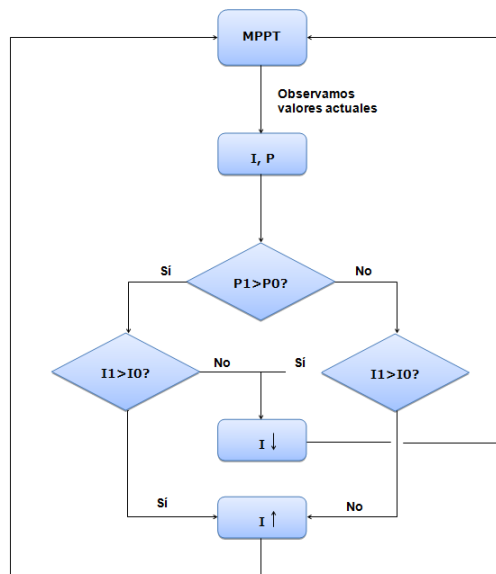 MPPT
Observamos
valores actuales
I, P
Sí
P1>P0?
No
I1>I0?
No
Sí
I1>I0?
I ↓
Sí
I ↑
No